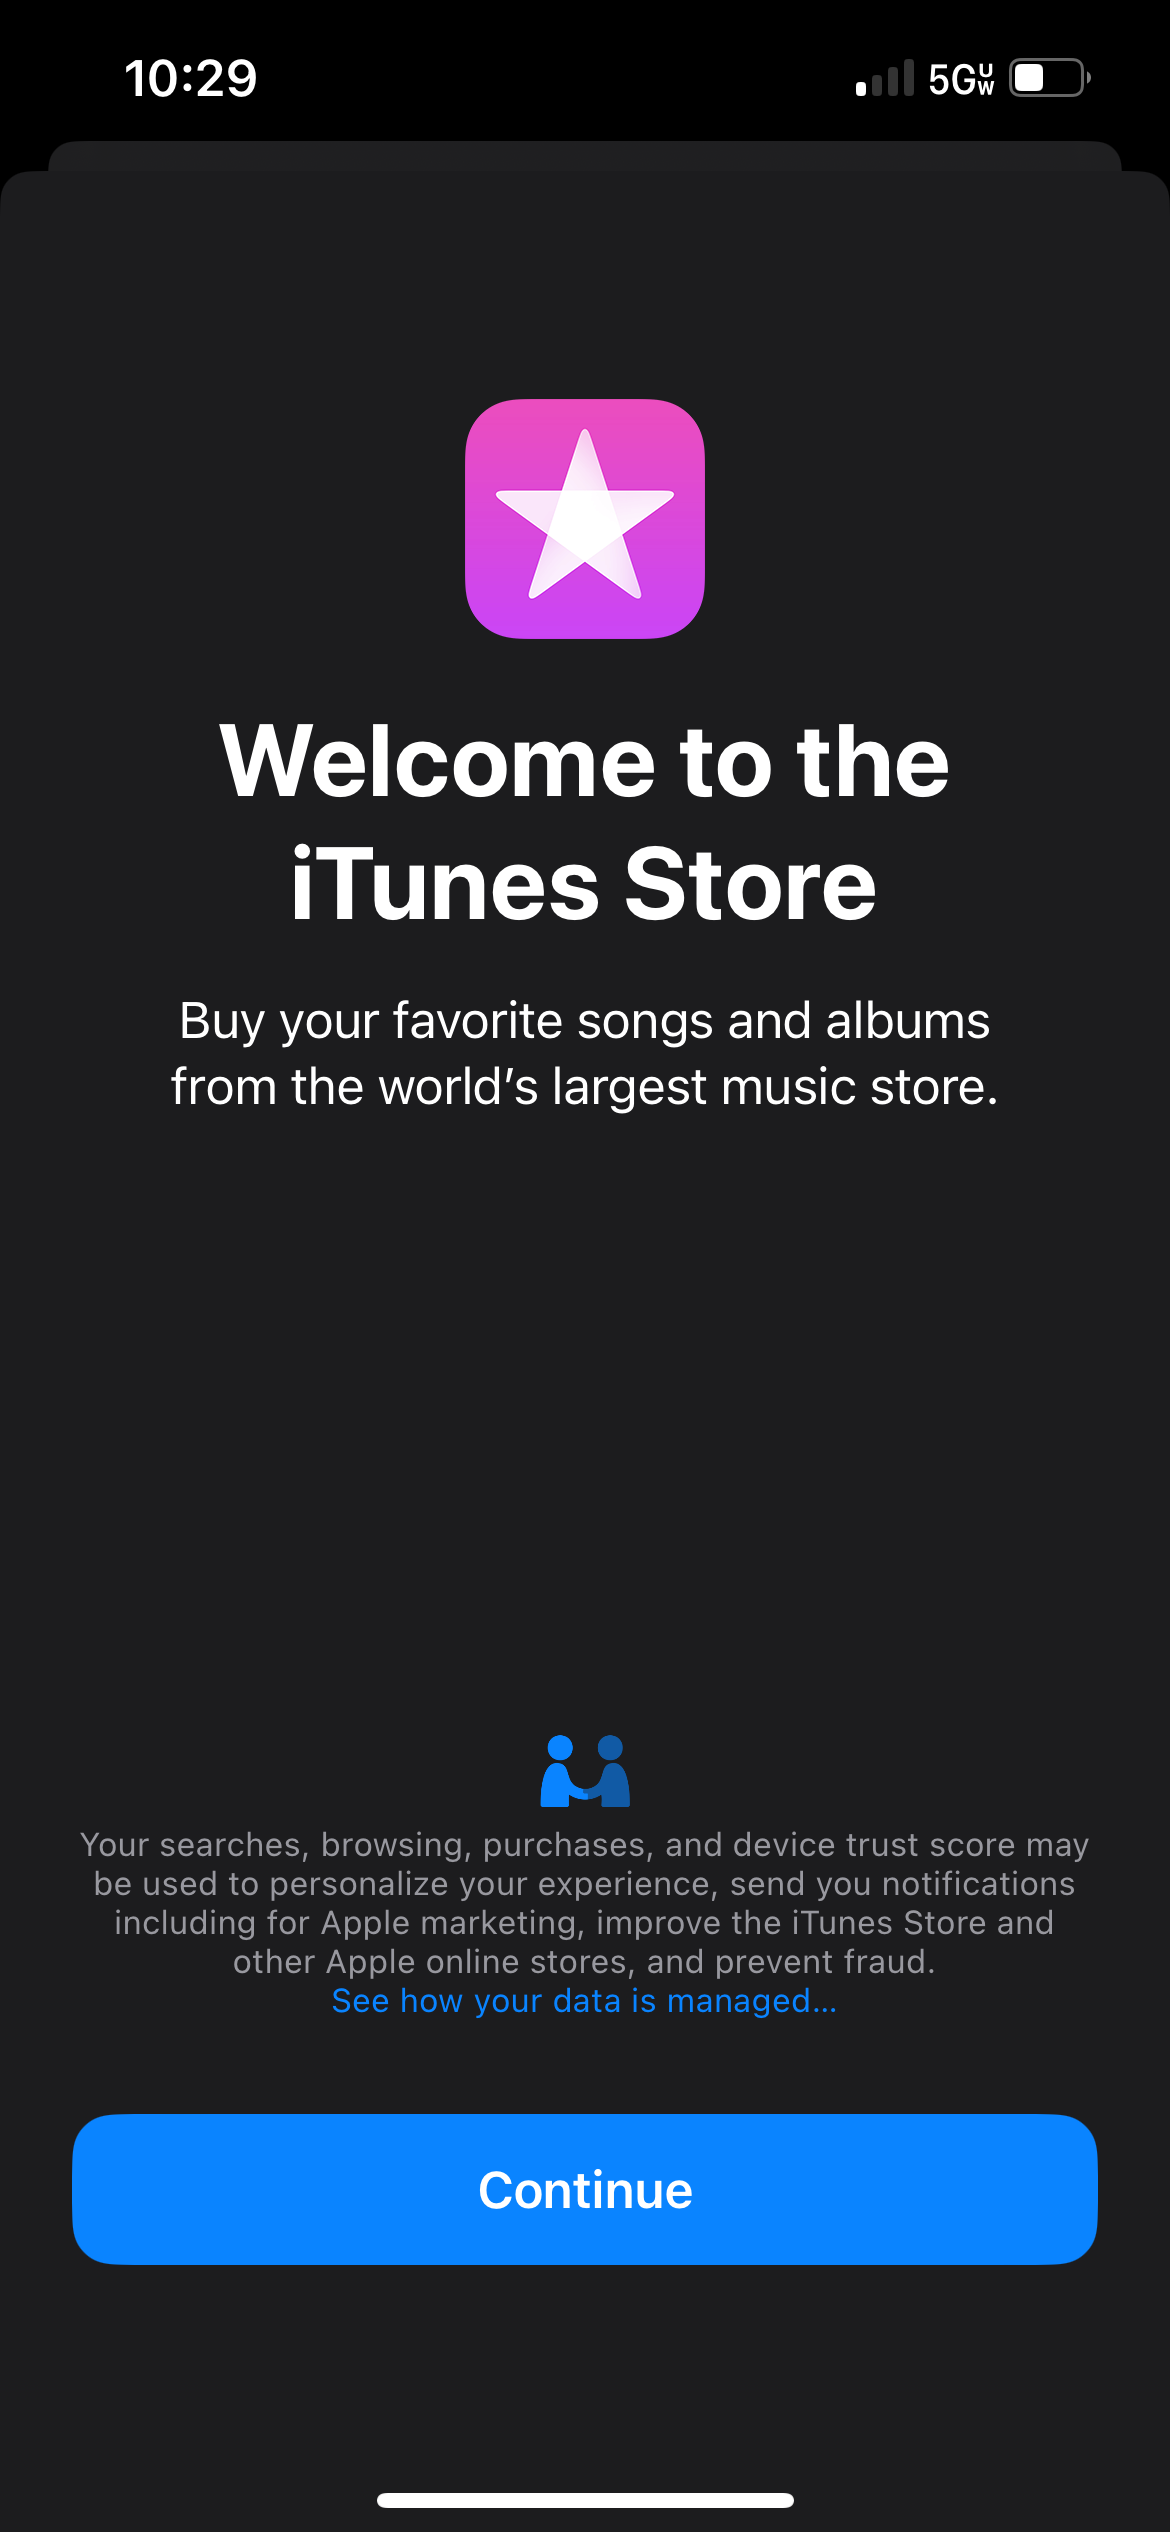 10:29
5G UW
Welcome to the
iTunes Store
Buy your favorite songs and albums
from the world’s largest music store.
Your searches, browsing, purchases, and device trust score may
be used to personalize your experience, send you notifications
including for Apple marketing, improve the iTunes Store and
other Apple online stores, and prevent fraud.
See how your data is managed...
Continue